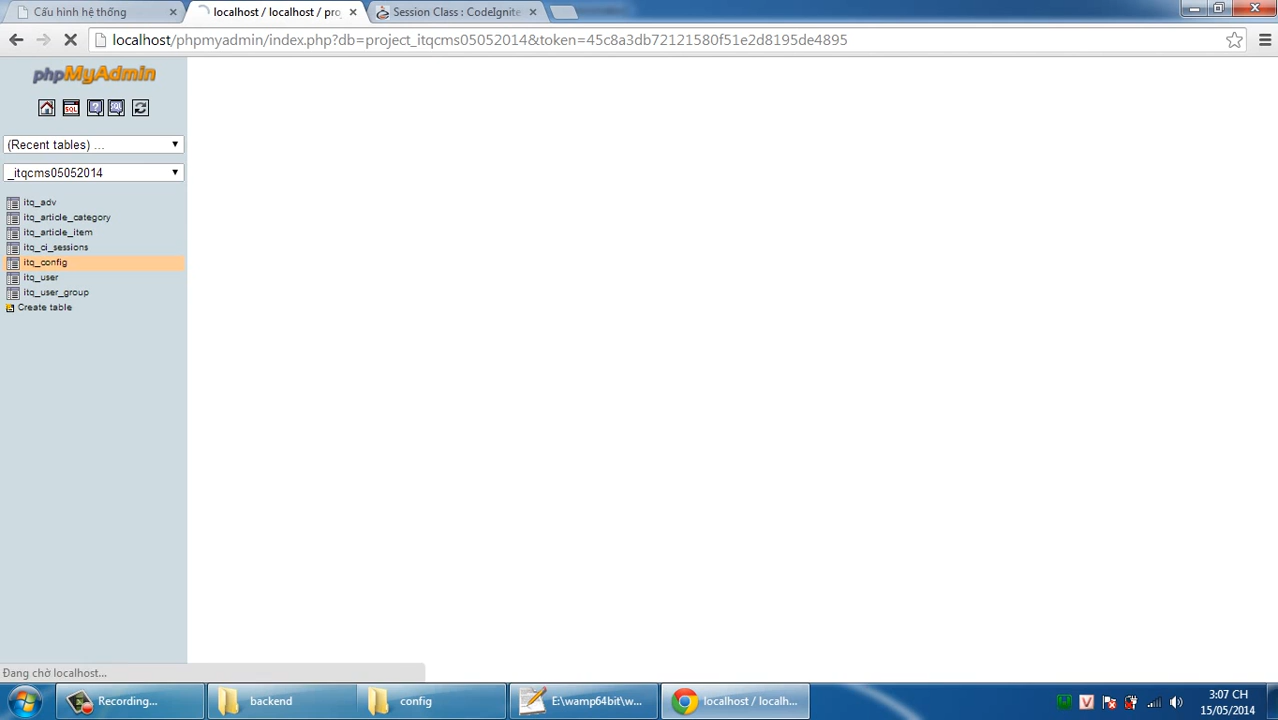 Cấu hình hệ thống
localhost / localhost / pro
Session Class : CodeIgnite
localhost/phpmyadmin/index.php?db=project_itqcms05052014&token=45c8a3db72121580f51e2d8195de4895
phpMyAdmin
SQL
(Recent tables) ...
_itqcms05052014
itq_adv
itq_article_category
itq_article_item
itq_ci_sessions
itq_config
itq_user
itq_user_group
Create table
Đang chờ localhost...
Recording...
backend
config
E:\wamp64bit\w...
localhost / localh...
3:07 CH
15/05/2014